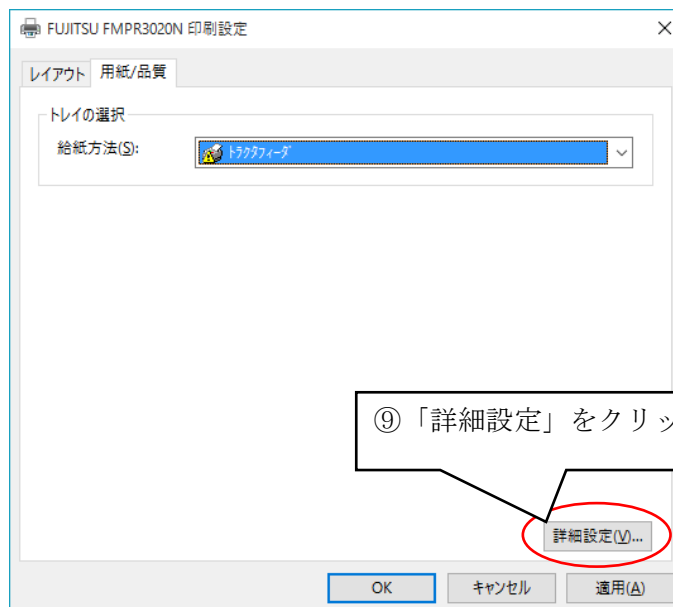 FUJITSU FMPR3020N 印刷設定
レイアウト 用紙/品質
トレイの選択
給紙方法(S): トラクタフィーダ
⑨「詳細設定」をクリッ
詳細設定(V)...
OK キャンセル 適用(A)